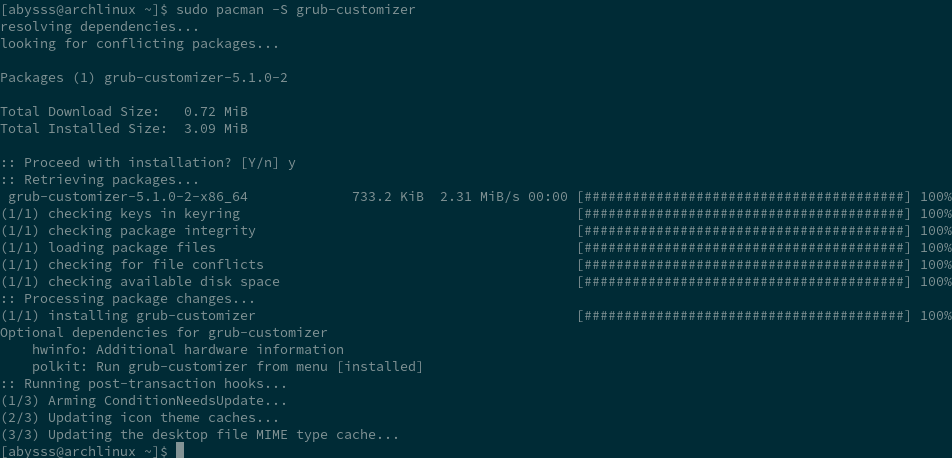 [abysss@archlinux ~]$ sudo pacman -S grub-customizer
resolving dependencies...
looking for conflicting packages...
Packages (1) grub-customizer-5.1.0-2
Total Download Size:   0.72 MiB
Total Installed Size:  3.09 MiB
:: Proceed with installation? [Y/n] y
:: Retrieving packages...
 grub-customizer-5.1.0-2-x86_64             733.2 KiB  2.31 MiB/s 00:00 [########################################] 100%
(1/1) checking keys in keyring                                          [########################################] 100%
(1/1) checking package integrity                                        [########################################] 100%
(1/1) loading package files                                             [########################################] 100%
(1/1) checking for file conflicts                                       [########################################] 100%
(1/1) checking available disk space                                     [########################################] 100%
:: Processing package changes...
(1/1) installing grub-customizer                                        [########################################] 100%
Optional dependencies for grub-customizer
    hwinfo: Additional hardware information
    polkit: Run grub-customizer from menu [installed]
:: Running post-transaction hooks...
(1/3) Arming ConditionNeedsUpdate...
(2/3) Updating icon theme caches...
(3/3) Updating the desktop file MIME type cache...
[abysss@archlinux ~]$